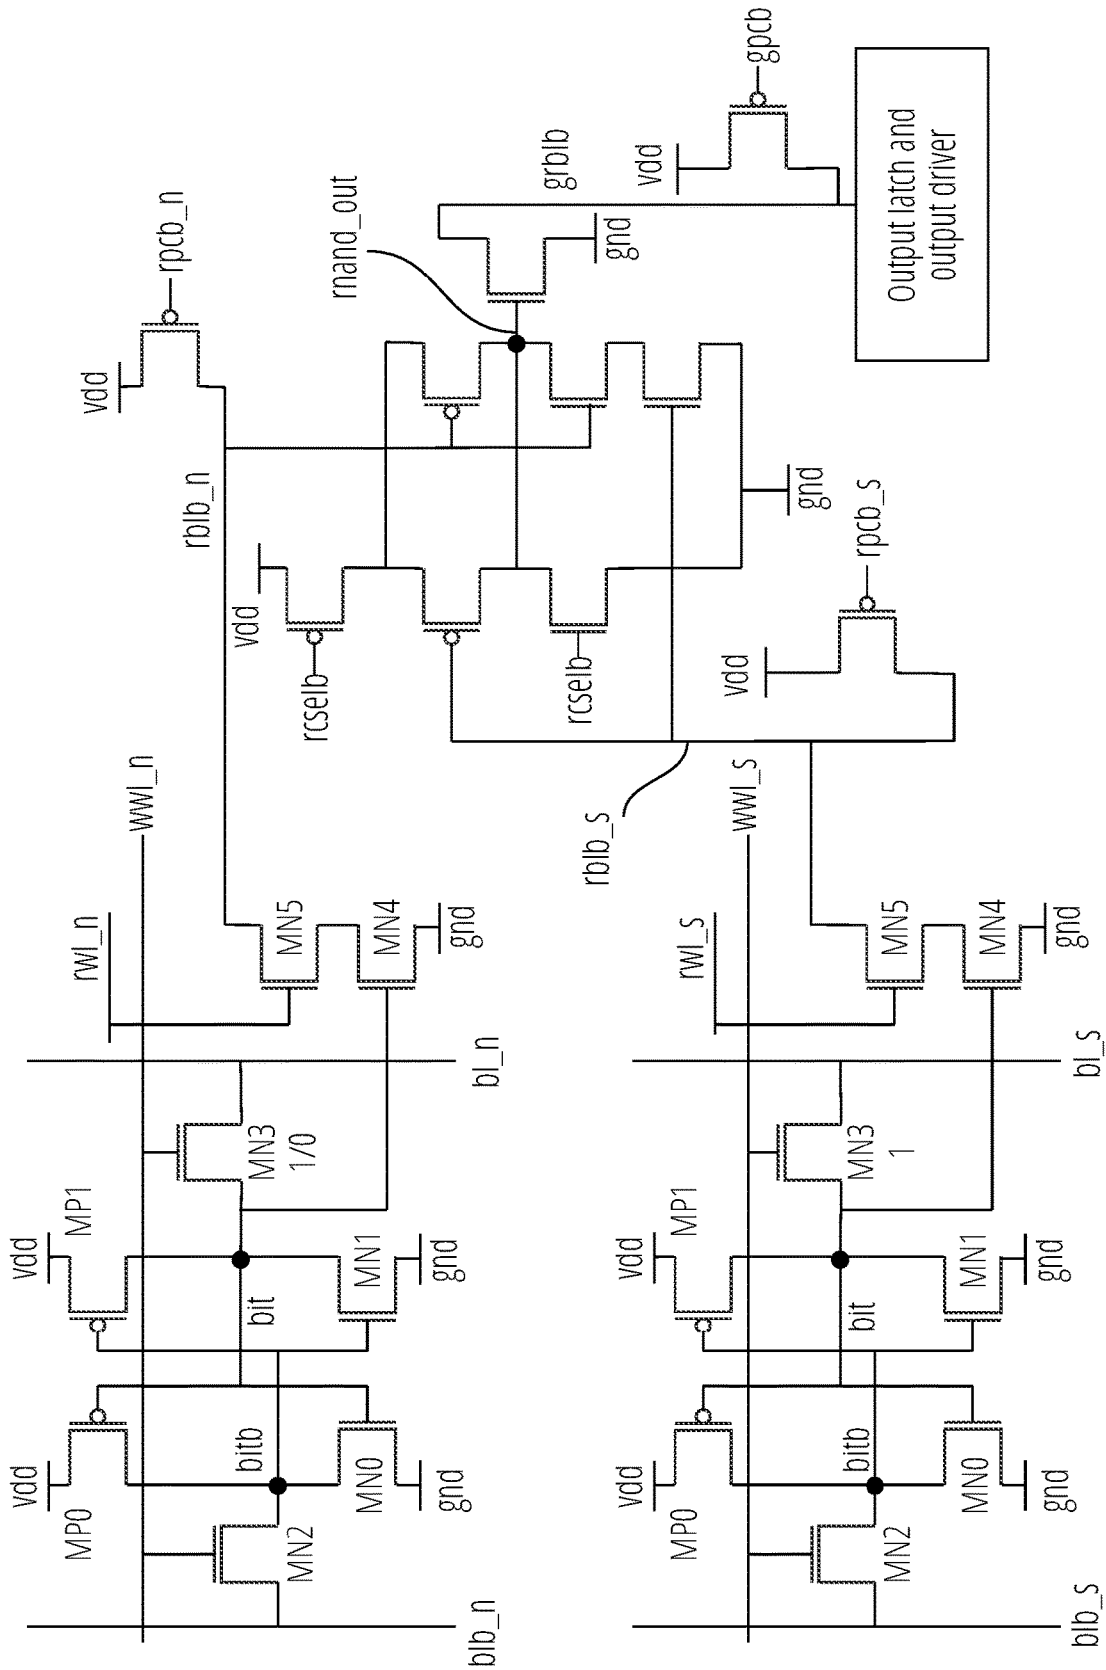 blb_n
vdd
MP0
MN2
bitb
MN0
gnd
vdd
MP1
bit
MN1
gnd
MN3
1/0
bl_n
rwl_n
MN5
MN4
gnd
wwl_n
rblb_n
vdd
rpcb_n
vdd
rcselb
rcselb
gnd
rnand_out
gnd
grblb
vdd
gpcb
Output latch and
output driver
blb_s
vdd
MP0
MN2
bitb
MN0
gnd
vdd
MP1
bit
MN1
gnd
MN3
1
bl_s
rwl_s
MN5
MN4
gnd
wwl_s
rblb_s
vdd
rpcb_s